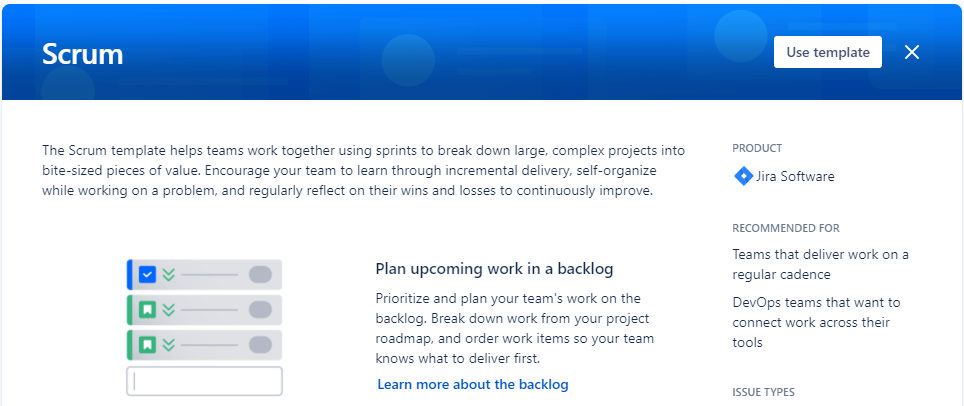 Scrum
Use template
The Scrum template helps teams work together using sprints to break down large, complex projects into
bite-sized pieces of value. Encourage your team to learn through incremental delivery, self-organize
while working on a problem, and regularly reflect on their wins and losses to continuously improve.
Plan upcoming work in a backlog
Prioritize and plan your team's work on the
backlog. Break down work from your project
roadmap, and order work items so your team
knows what to deliver first.
Learn more about the backlog
PRODUCT
Jira Software
RECOMMENDED FOR
Teams that deliver work on a
regular cadence
DevOps teams that want to
connect work across their
tools
ISSUE TYPES